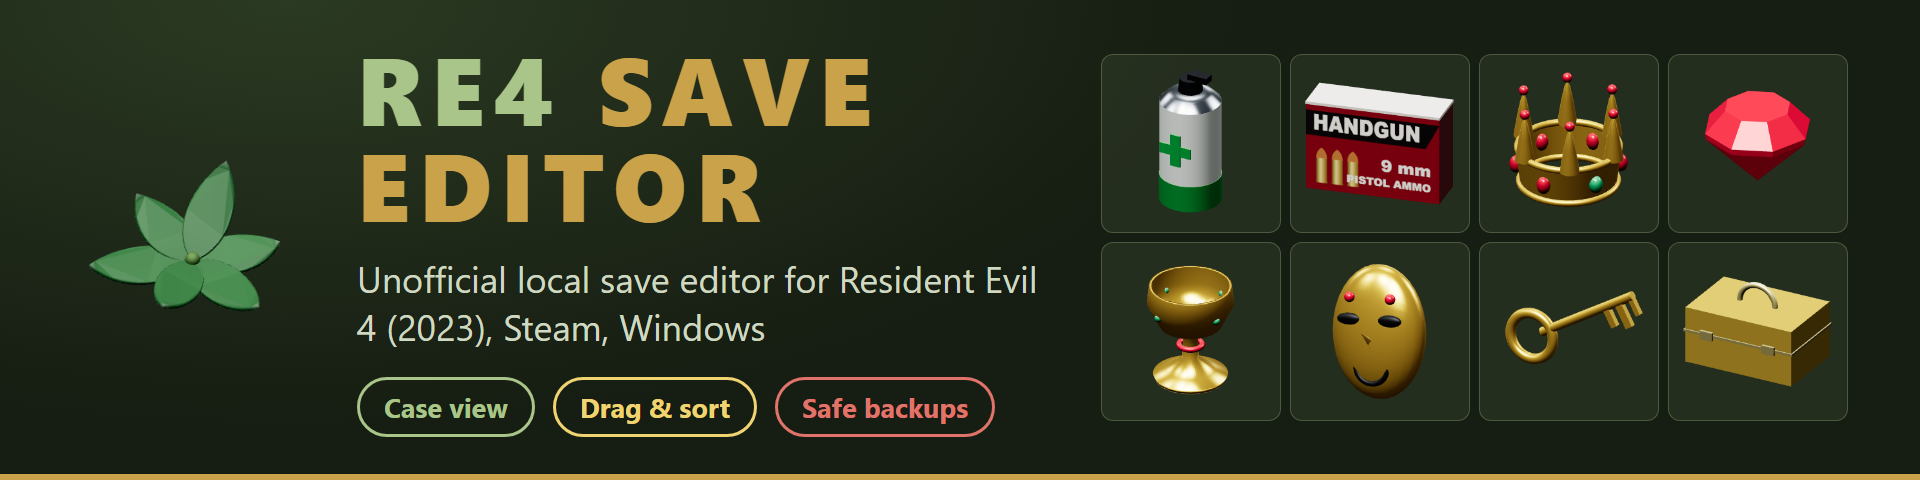 RE4 SAVE
EDITOR
Unofficial local save editor for Resident Evil
4 (2023), Steam, Windows
Case view
Drag & sort
Safe backups
HANDGUN
9 mm
PISTOL AMMO